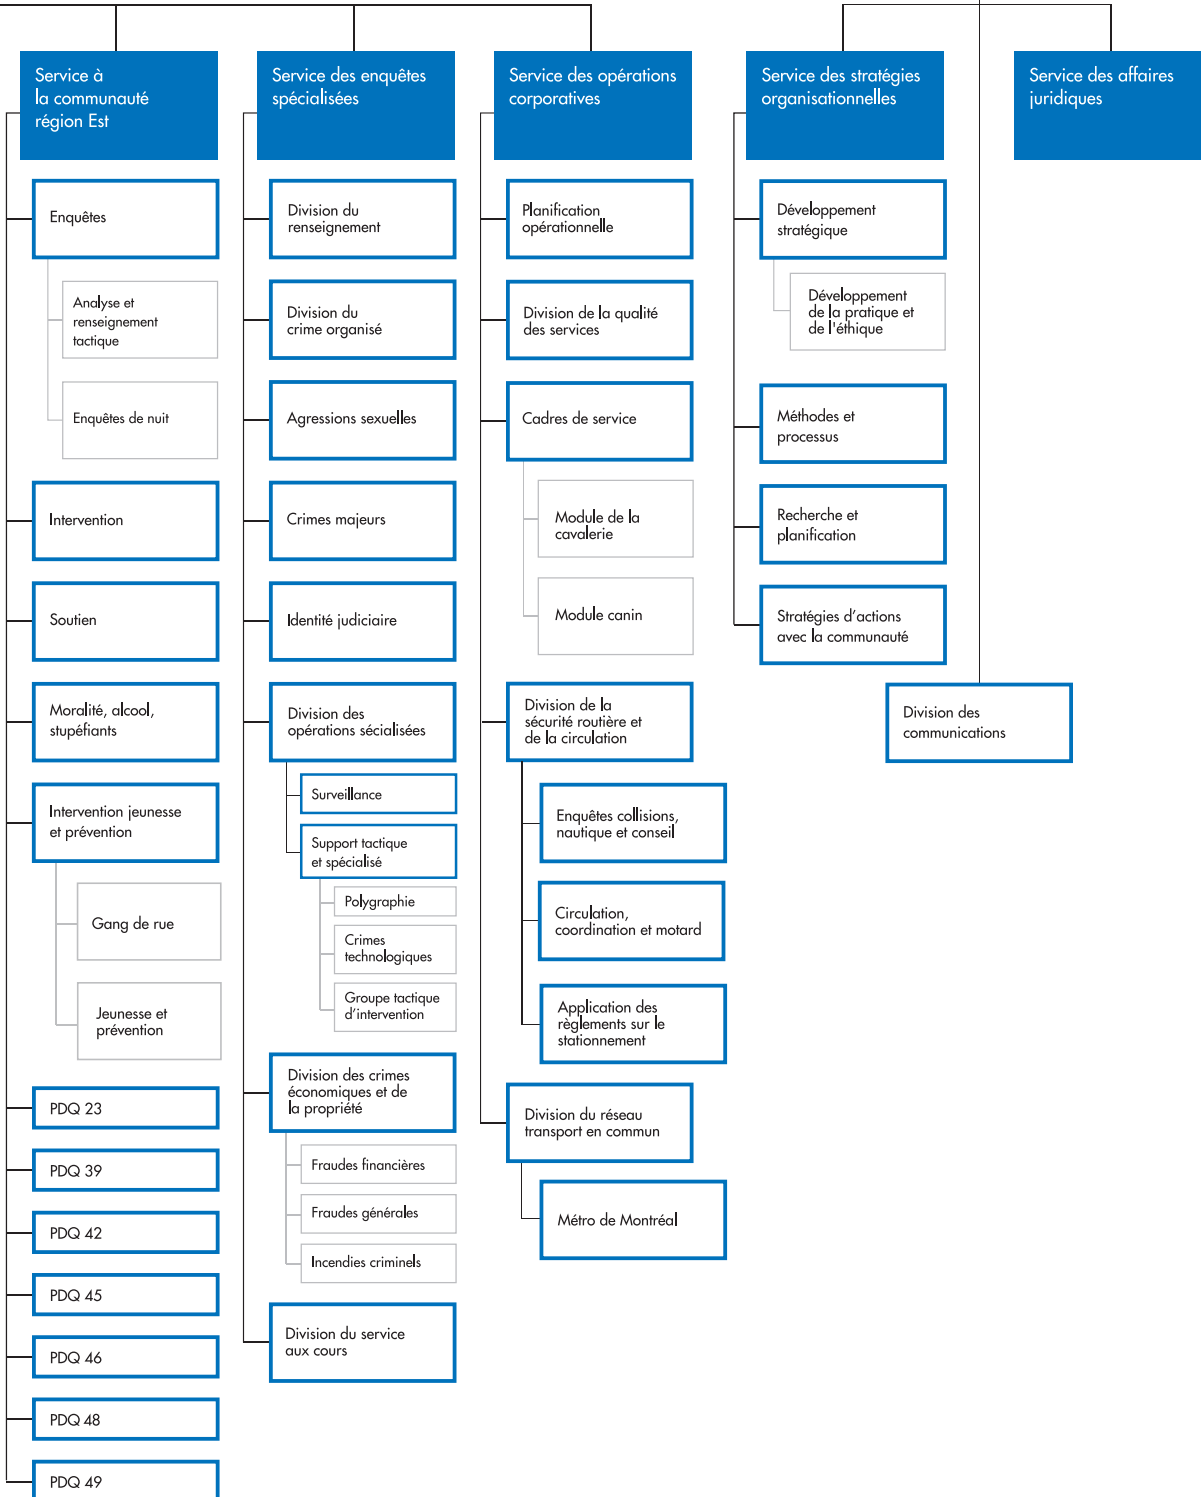 Service à
la communauté
région Est
Enquêtes
Analyse et
renseignement
tactique
Enquêtes de nuit
Intervention
Soutien
Moralité, alcool,
stupéfiants
Intervention jeunesse
et prévention
Gang de rue
Jeunesse et
prévention
PDQ 23
PDQ 39
PDQ 42
PDQ 45
PDQ 46
PDQ 48
PDQ 49
Service des enquêtes
spécialisées
Division du
renseignement
Division du
crime organisé
Agressions sexuelles
Crimes majeurs
Identité judiciaire
Division des
opérations sécialisées
Surveillance
Support tactique
et spécialisé
Polygraphie
Crimes
technologiques
Groupe tactique
d'intervention
Division des crimes
économiques et de
la propriété
Fraudes financières
Fraudes générales
Incendies criminels
Division du service
aux cours
Service des opérations
corporatives
Planification
opérationnelle
Division de la qualité
des services
Cadres de service
Module de la
cavalerie
Module canin
Division de la
sécurité routière et
de la circulation
Enquêtes collisions,
nautique et conseil
Circulation,
coordination et motard
Application des
règlements sur le
stationnement
Division du réseau
transport en commun
Métro de Montréal
Service des stratégies
organisationnelles
Développement
stratégique
Développement
de la pratique et
de l'éthique
Méthodes et
processus
Recherche et
planification
Stratégies d'actions
avec la communauté
Division des
communications
Service des affaires
juridiques